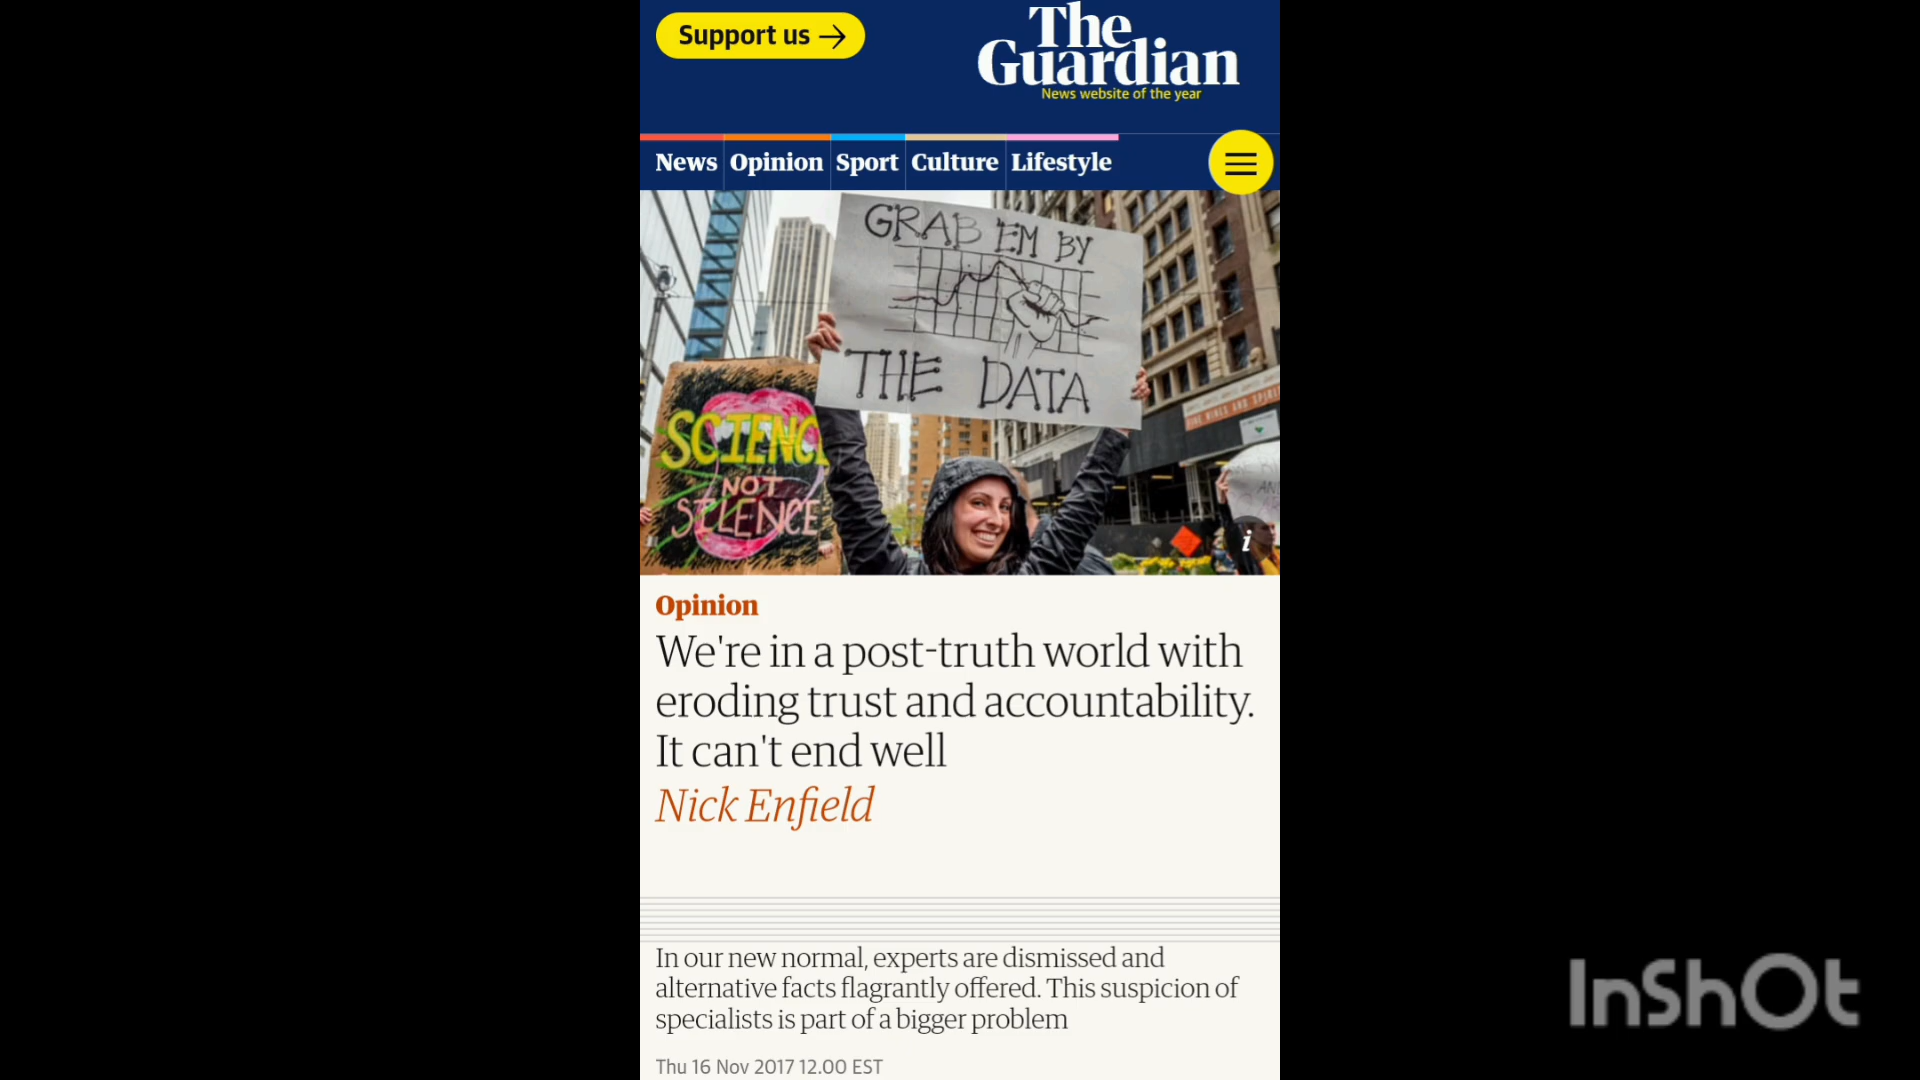 Support us
The
Guardian
News website of the year
News Opinion Sport Culture Lifestyle
GRAB 'EM BY
THE DATA
SCIENCE
NOT
SILENCE
Opinion
We're in a post-truth world with
eroding trust and accountability.
It can't end well
Nick Enfield
In our new normal, experts are dismissed and
alternative facts flagrantly offered. This suspicion of
specialists is part of a bigger problem
Thu 16 Nov 2017 12.00 EST
InShOt